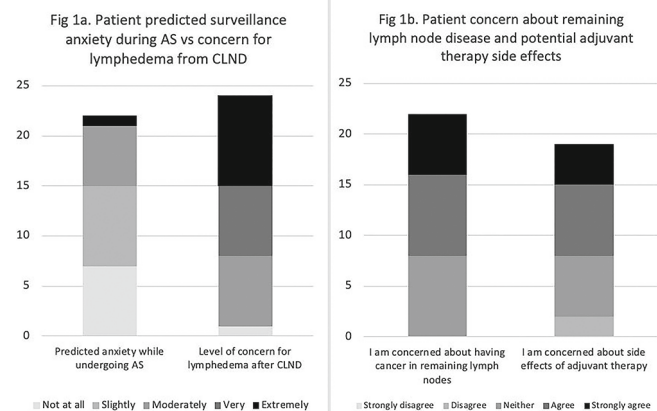 Fig 1a. Patient predicted surveillance
anxiety during AS vs concern for
lymphedema from CLND
25
20
15
10
5
0
Predicted anxiety while
undergoing AS
Level of concern for
lymphedema after CLND
Not at all
Slightly
Moderately
Very
Extremely
Fig 1b. Patient concern about remaining
lymph node disease and potential adjuvant
therapy side effects
25
20
15
10
5
0
I am concerned about having
cancer in remaining lymph
nodes
I am concerned about side
effects of adjuvant therapy
Strongly disagree
Disagree
Neither
Agree
Strongly agree